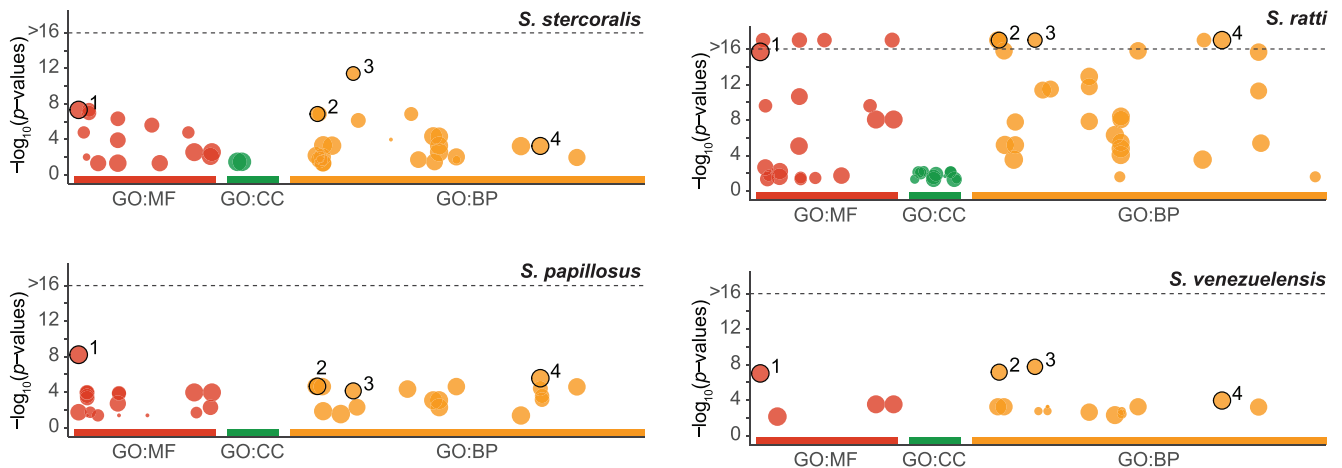 S. stercoralis
−log10(p−values)
>16
12
8
4
0
1
2
3
4
GO:MF
GO:CC
GO:BP
S. ratti
−log10(p−values)
>16
12
8
4
0
1
2
3
4
GO:MF
GO:CC
GO:BP
S. papillosus
−log10(p−values)
>16
12
8
4
0
1
2
3
4
GO:MF
GO:CC
GO:BP
S. venezuelensis
−log10(p−values)
>16
12
8
4
0
1
2
3
4
GO:MF
GO:CC
GO:BP